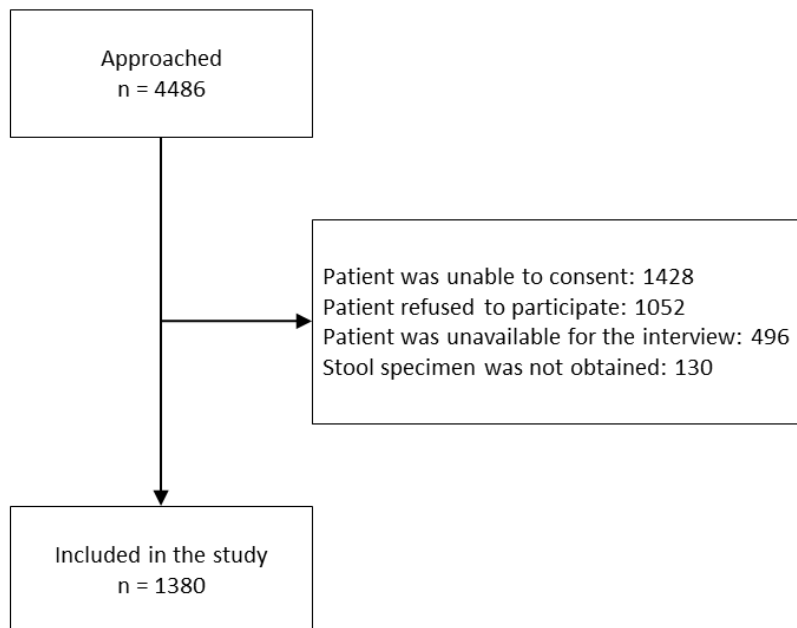 Approached
n = 4486
Patient was unable to consent: 1428
Patient refused to participate: 1052
Patient was unavailable for the interview: 496
Stool specimen was not obtained: 130
Included in the study
n = 1380